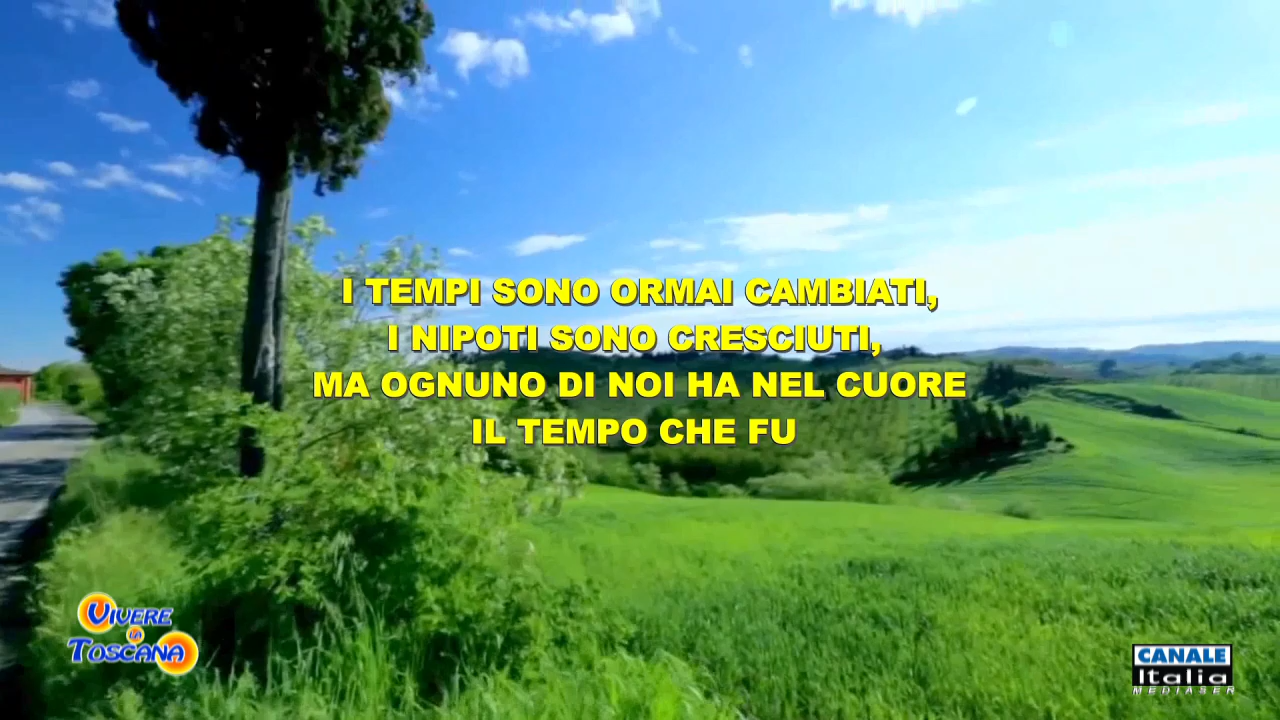 I TEMPI SONO ORMAI CAMBIATI,
I NIPOTI SONO CRESCIUTI,
MA OGNUNO DI NOI HA NEL CUORE
IL TEMPO CHE FU
VIVERE
LA
TOSCANA
CANALE
Italia
MEDIASER